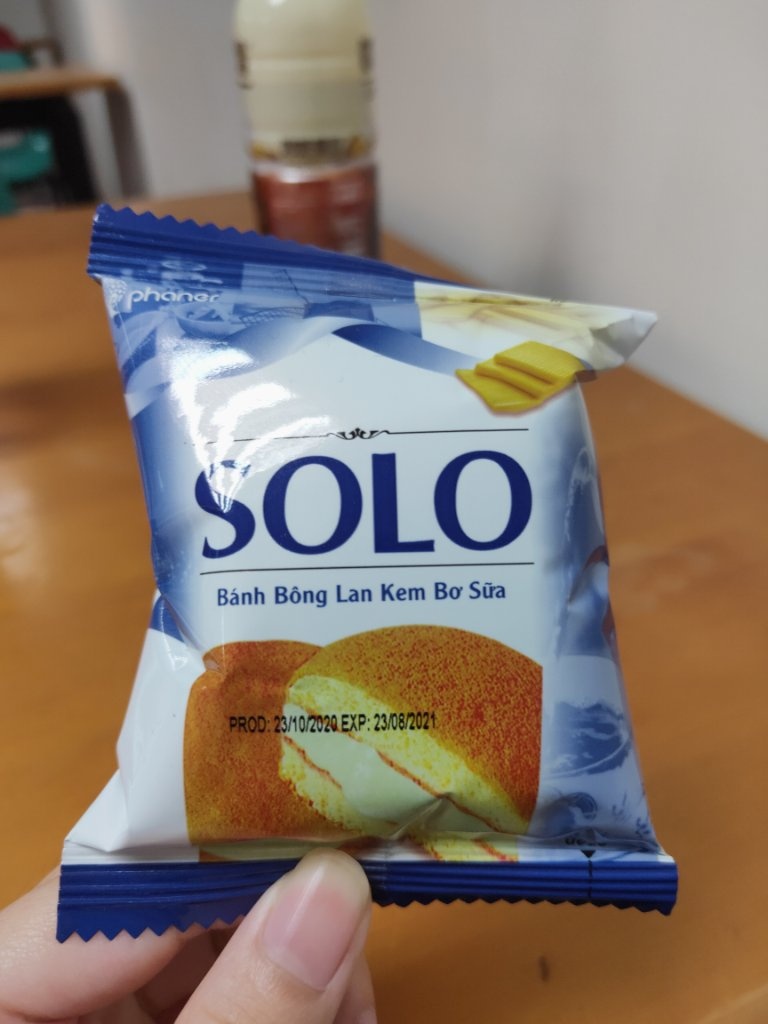 phaner
SOLO
Bánh Bông Lan Kem Bơ Sữa
PROD: 23/10/2020 EXP: 23/08/2021